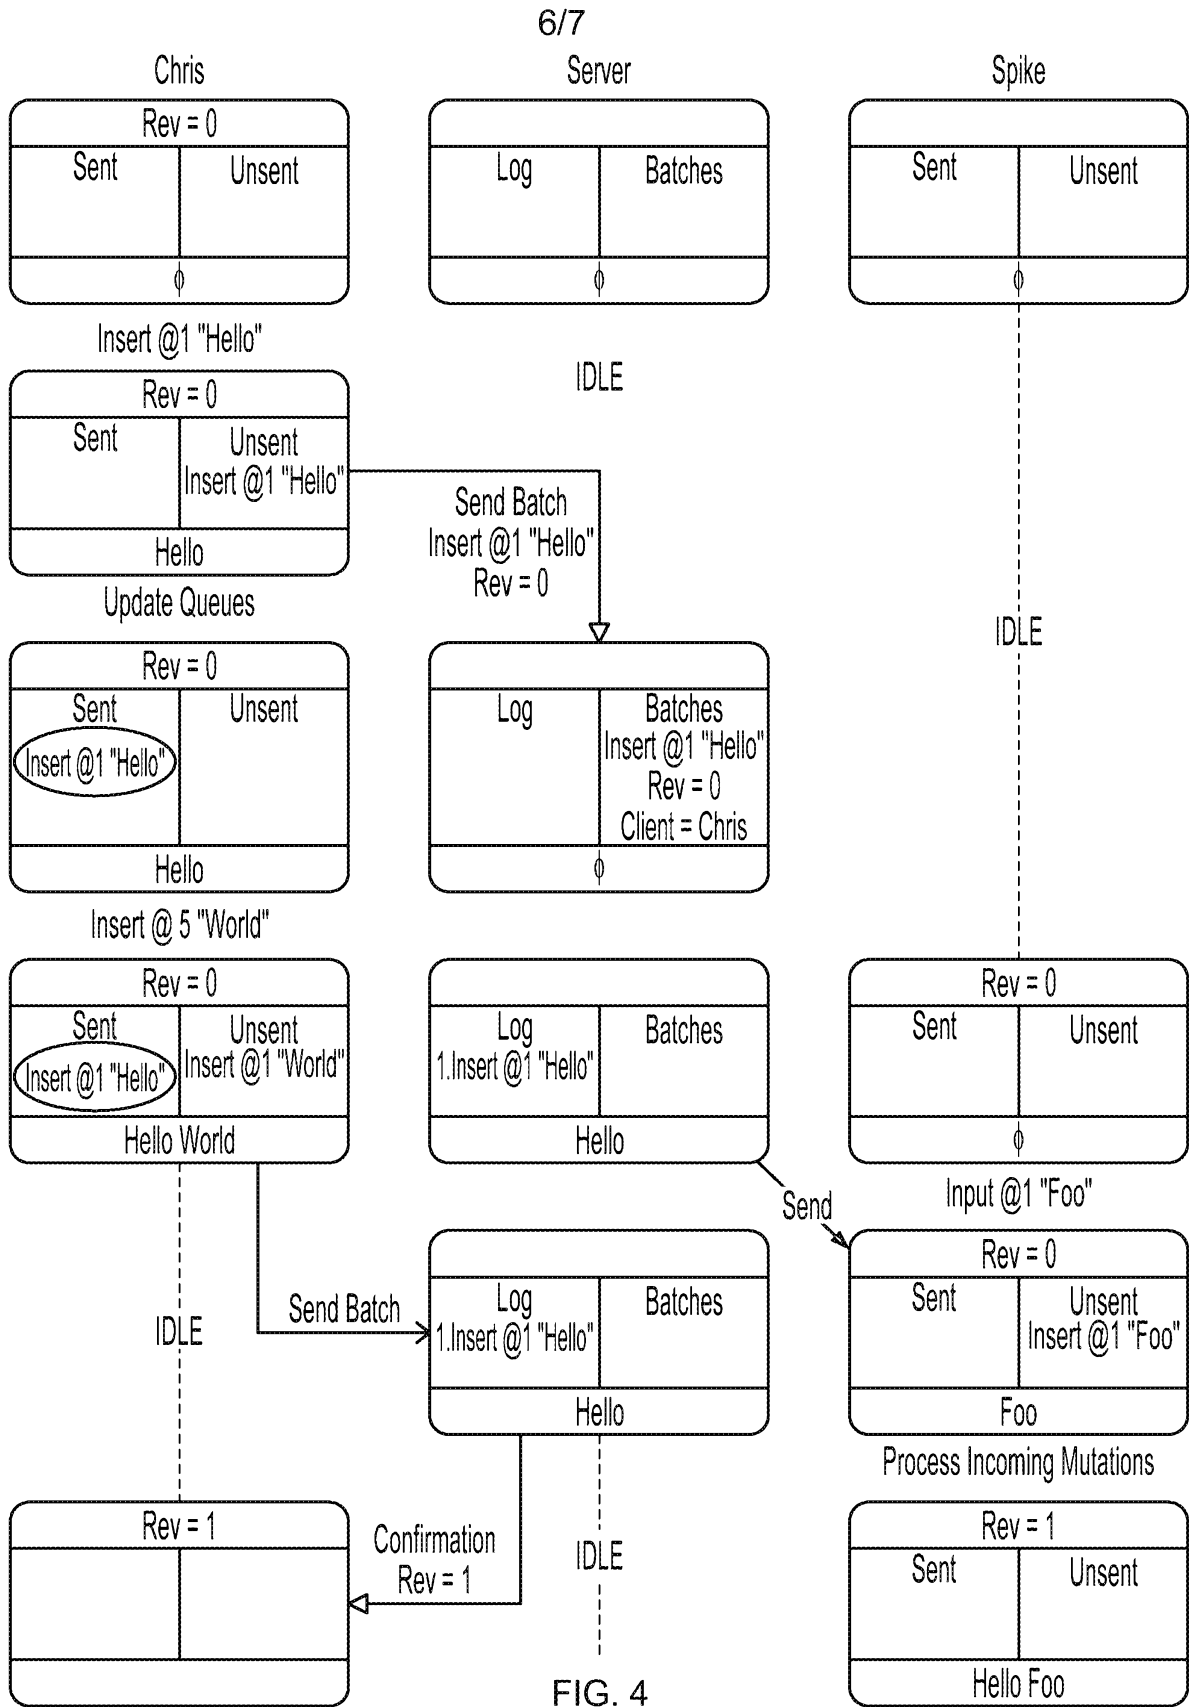 6/7
Chris
Server
Spike
Rev = 0
Sent
Unsent
Log
Batches
Sent
Unsent
ϕ
ϕ
ϕ
Insert @1 "Hello"
IDLE
Rev = 0
Sent
Unsent
Insert @1 "Hello"
Hello
Send Batch
Insert @1 "Hello"
Rev = 0
Update Queues
IDLE
Rev = 0
Sent
Insert @1 "Hello"
Unsent
Hello
Log
Batches
Insert @1 "Hello"
Rev = 0
Client = Chris
ϕ
Insert @ 5 "World"
Rev = 0
Sent
Insert @1 "Hello"
Unsent
Insert @1 "World"
Hello World
Log
1.Insert @1 "Hello"
Batches
Hello
Rev = 0
Sent
Unsent
ϕ
Send
Input @1 "Foo"
IDLE
Send Batch
Log
1.Insert @1 "Hello"
Batches
Hello
Rev = 0
Sent
Unsent
Insert @1 "Foo"
Foo
Process Incoming Mutations
Rev = 1
Confirmation
Rev = 1
IDLE
Rev = 1
Sent
Unsent
Hello Foo
FIG. 4